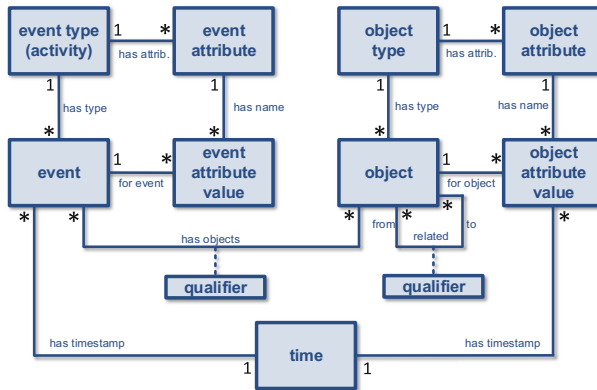 event type
(activity)
1
*
has attrib.
event
attribute
object
type
1
*
has attrib.
object
attribute
1
has type
*
1
has name
*
1
has type
*
1
has name
*
event
1
*
for event
event
attribute
value
object
1
*
for object
object
attribute
value
*
*
*
from
*
*
to
related
*
has objects
qualifier
qualifier
has timestamp
1
time
1
has timestamp